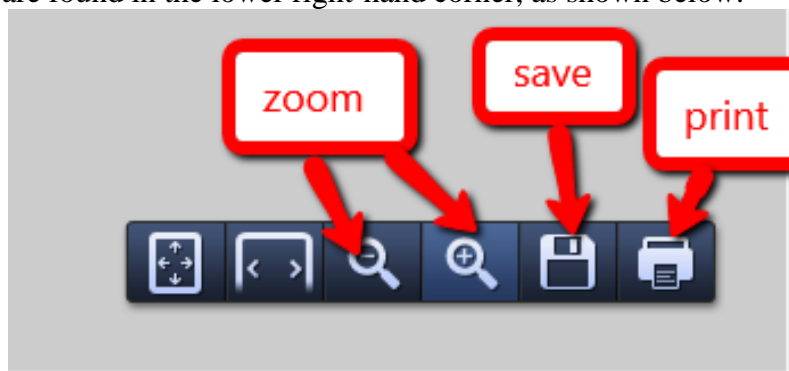 are found in the lower right-hand corner, as shown below.
zoom
save
print